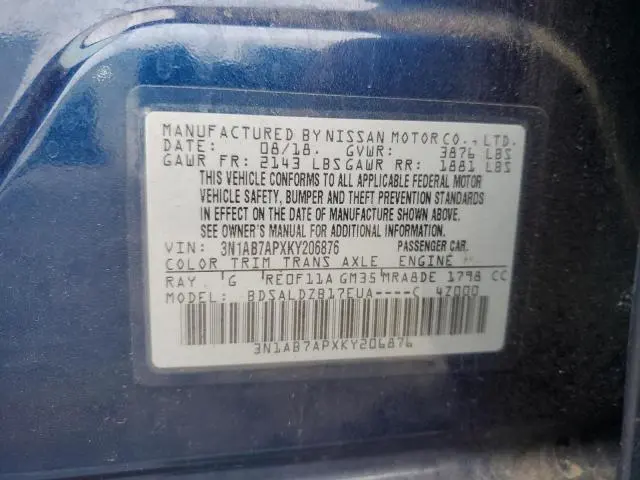 MANUFACTURED BY NISSAN MOTOR CO., LTD.
DATE: 08/18. GVWR: 3876 LBS
GAWR FR: 2143 LBS GAWR RR: 1881 LBS
THIS VEHICLE CONFORMS TO ALL APPLICABLE FEDERAL MOTOR
VEHICLE SAFETY, BUMPER AND THEFT PREVENTION STANDARDS
IN EFFECT ON THE DATE OF MANUFACTURE SHOWN ABOVE.
SEE OWNER'S MANUAL FOR ADDITIONAL INFORMATION.
VIN: 3N1AB7APXKY206876 PASSENGER CAR.
COLOR TRIM TRANS AXLE ENGINE
RAY G RE0F11A GM35 MRA8DE 1798 CC
MODEL: BDSALDZB17EUA----C 4Z000
3N1AB7APXKY206876